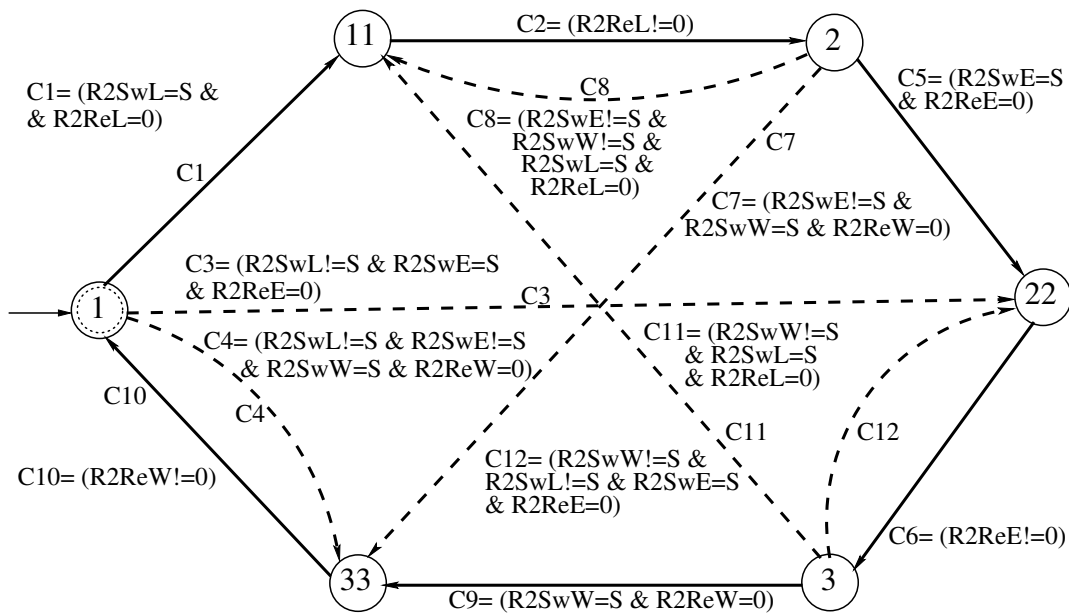 11
C2= (R2ReL!=0)
2
C1= (R2SwL=S &
& R2ReL=0)
C8
C5= (R2SwE=S
& R2ReE=0)
C8= (R2SwE!=S &
R2SwW!=S &
R2SwL=S &
R2ReL=0)
C7
C1
C7= (R2SwE!=S &
R2SwW=S & R2ReW=0)
C3= (R2SwL!=S & R2SwE=S
& R2ReE=0)
C3
1
22
C4= (R2SwL!=S & R2SwE!=S
& R2SwW=S & R2ReW=0)
C11= (R2SwW!=S
& R2SwL=S
& R2ReL=0)
C10
C4
C11
C12
C10= (R2ReW!=0)
C12= (R2SwW!=S &
R2SwL!=S & R2SwE=S
& R2ReE=0)
C6= (R2ReE!=0)
33
3
C9= (R2SwW=S & R2ReW=0)